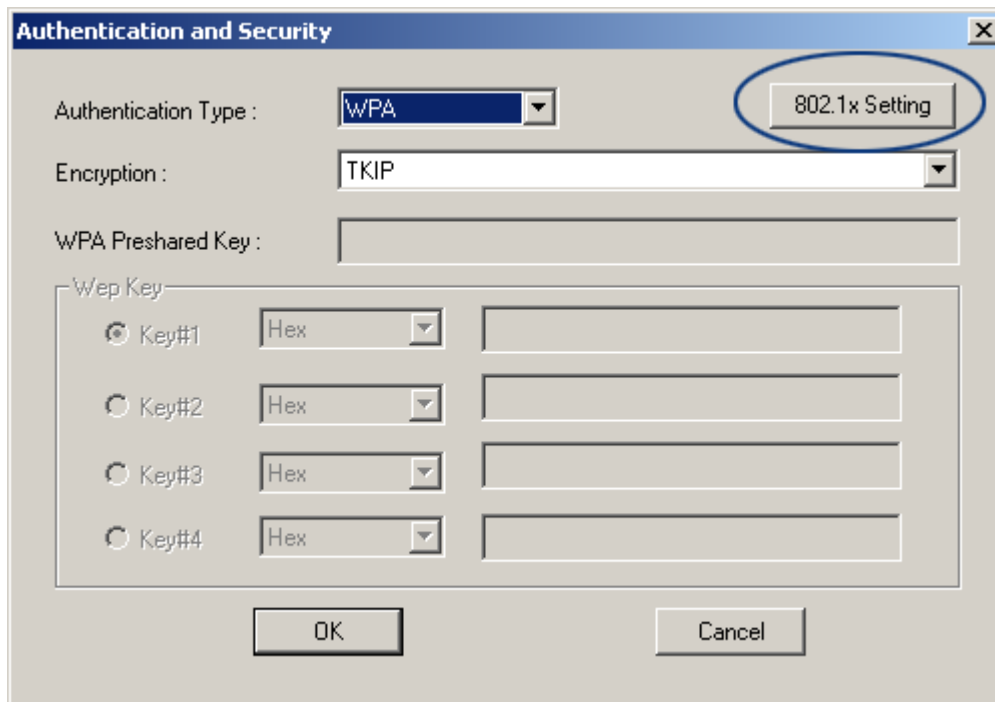 Authentication and Security
Authentication Type :
WPA
802.1x Setting
Encryption :
TKIP
WPA Preshared Key :
Wep Key
Key#1 Hex
Key#2 Hex
Key#3 Hex
Key#4 Hex
OK
Cancel